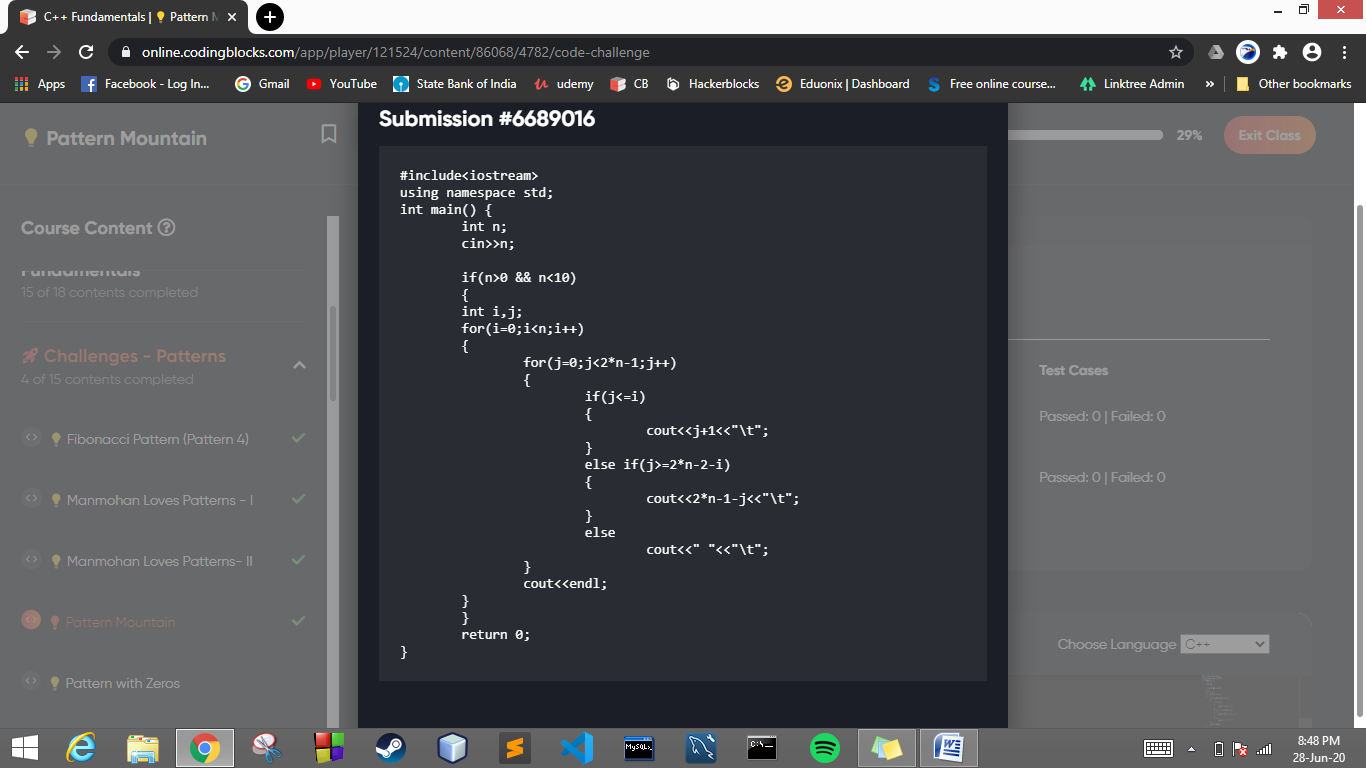 C++ Fundamentals | 💡 Pattern M
online.codingblocks.com/app/player/121524/content/86068/4782/code-challenge
Apps Facebook - Log In... Gmail YouTube State Bank of India udemy CB Hackerblocks Eduonix | Dashboard Free online course... Linktree Admin » Other bookmarks
💡 Pattern Mountain
29% Exit Class
Course Content
Fundamentals
15 of 18 contents completed
🚀 Challenges - Patterns
4 of 15 contents completed
💡 Fibonacci Pattern (Pattern 4)
💡 Manmohan Loves Patterns - I
💡 Manmohan Loves Patterns- II
💡 Pattern Mountain
💡 Pattern with Zeros
Submission #6689016
#include<iostream>
using namespace std;
int main() {
        int n;
        cin>>n;

        if(n>0 && n<10)
        {
        int i,j;
        for(i=0;i<n;i++)
        {
                for(j=0;j<2*n-1;j++)
                {
                        if(j<=i)
                        {
                                cout<<j+1<<"\t";
                        }
                        else if(j>=2*n-2-i)
                        {
                                cout<<2*n-1-j<<"\t";
                        }
                        else
                                cout<<" "<<"\t";
                }
                cout<<endl;
        }
        }
        return 0;
}
Test Cases
Passed: 0 | Failed: 0
Passed: 0 | Failed: 0
Choose Language C++
8:48 PM
28-Jun-20